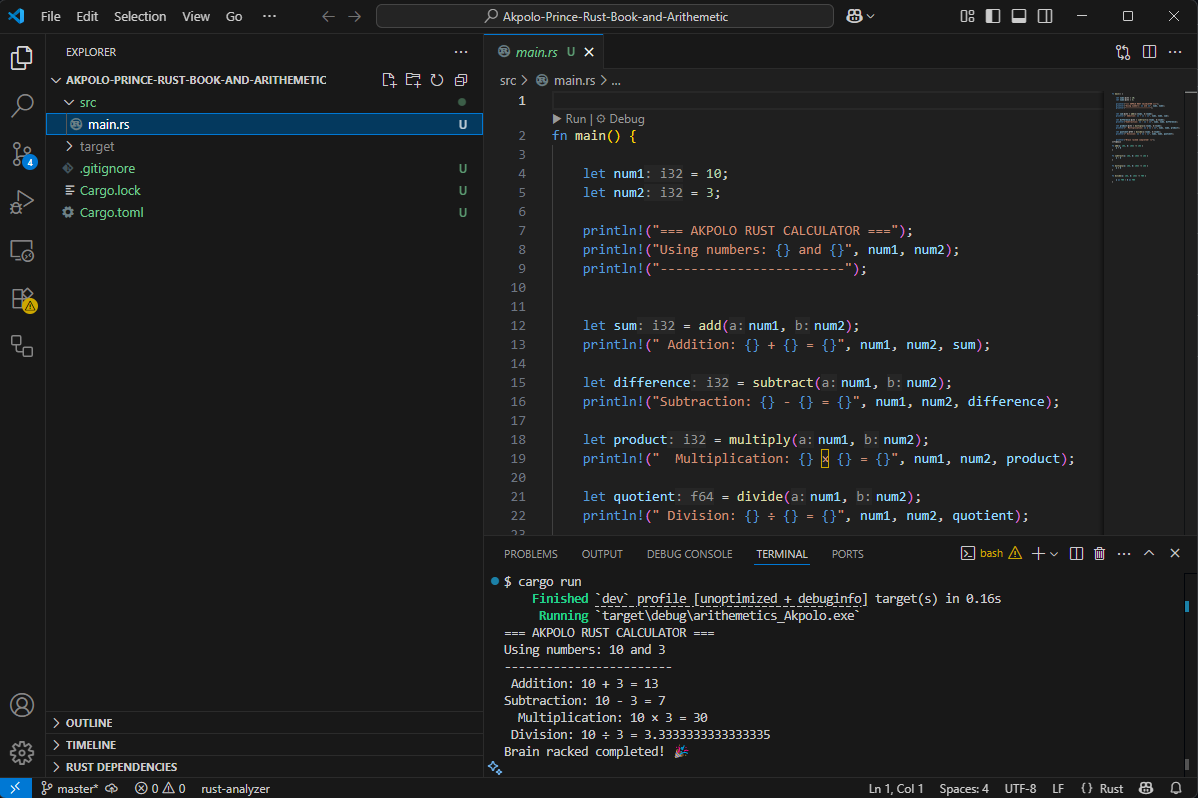 File Edit Selection View Go ··· Akpolo-Prince-Rust-Book-and-Arithemetic
EXPLORER
AKPOLO-PRINCE-RUST-BOOK-AND-ARITHEMETIC
src
main.rs U
target
.gitignore U
Cargo.lock U
Cargo.toml U
4
OUTLINE
TIMELINE
RUST DEPENDENCIES
main.rs U
src > main.rs > ...
1
Run | Debug
2 fn main() {
3
4 let num1: i32 = 10;
5 let num2: i32 = 3;
6
7 println!("=== AKPOLO RUST CALCULATOR ===");
8 println!("Using numbers: {} and {}", num1, num2);
9 println!("------------------------");
10
11
12 let sum: i32 = add(a: num1, b: num2);
13 println!(" Addition: {} + {} = {}", num1, num2, sum);
14
15 let difference: i32 = subtract(a: num1, b: num2);
16 println!("Subtraction: {} - {} = {}", num1, num2, difference);
17
18 let product: i32 = multiply(a: num1, b: num2);
19 println!("  Multiplication: {} × {} = {}", num1, num2, product);
20
21 let quotient: f64 = divide(a: num1, b: num2);
22 println!(" Division: {} ÷ {} = {}", num1, num2, quotient);
23
PROBLEMS OUTPUT DEBUG CONSOLE TERMINAL PORTS bash
$ cargo run
Finished `dev` profile [unoptimized + debuginfo] target(s) in 0.16s
Running `target\debug\arithemetics_Akpolo.exe`
=== AKPOLO RUST CALCULATOR ===
Using numbers: 10 and 3
------------------------
Addition: 10 + 3 = 13
Subtraction: 10 - 3 = 7
Multiplication: 10 × 3 = 30
Division: 10 ÷ 3 = 3.3333333333333335
Brain racked completed! 🎉
master* 0 0 rust-analyzer Ln 1, Col 1 Spaces: 4 UTF-8 LF {} Rust